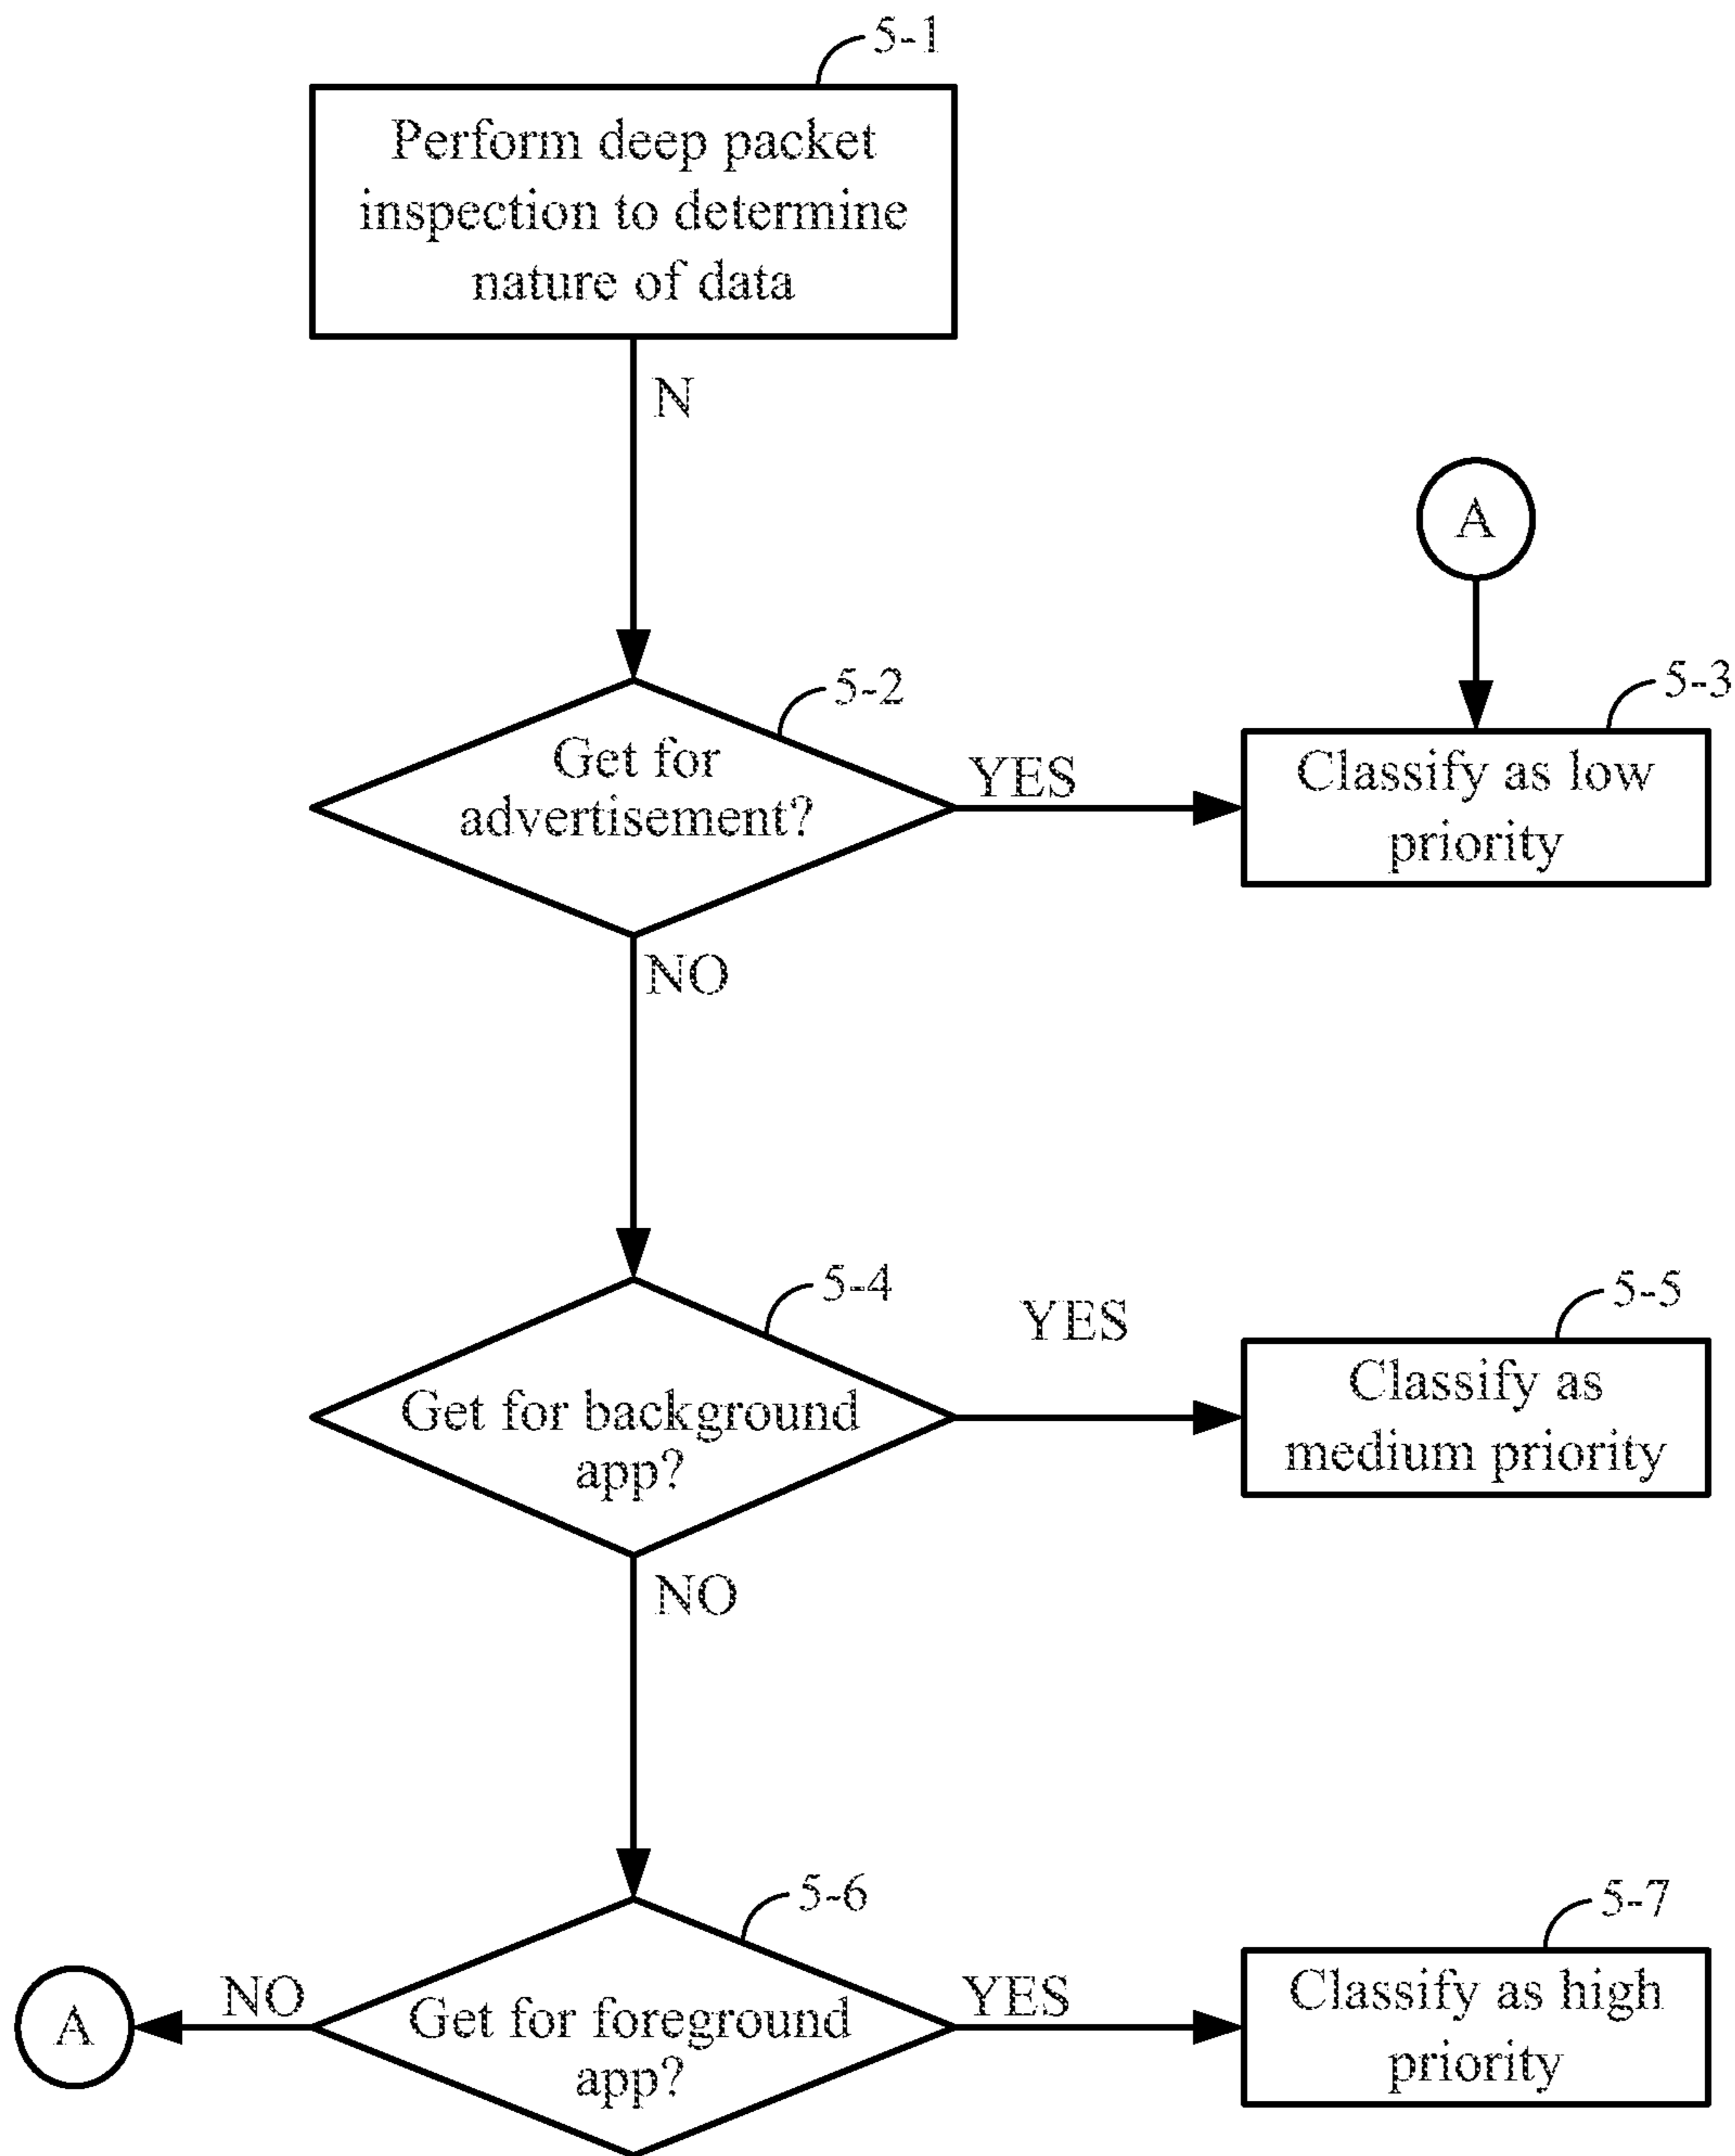 5-1
Perform deep packet
inspection to determine
nature of data
N
A
5-2
5-3
Get for
advertisement?
YES
Classify as low
priority
NO
5-4
YES
5-5
Get for background
app?
Classify as
medium priority
NO
5-6
5-7
A
NO
Get for foreground
app?
YES
Classify as high
priority